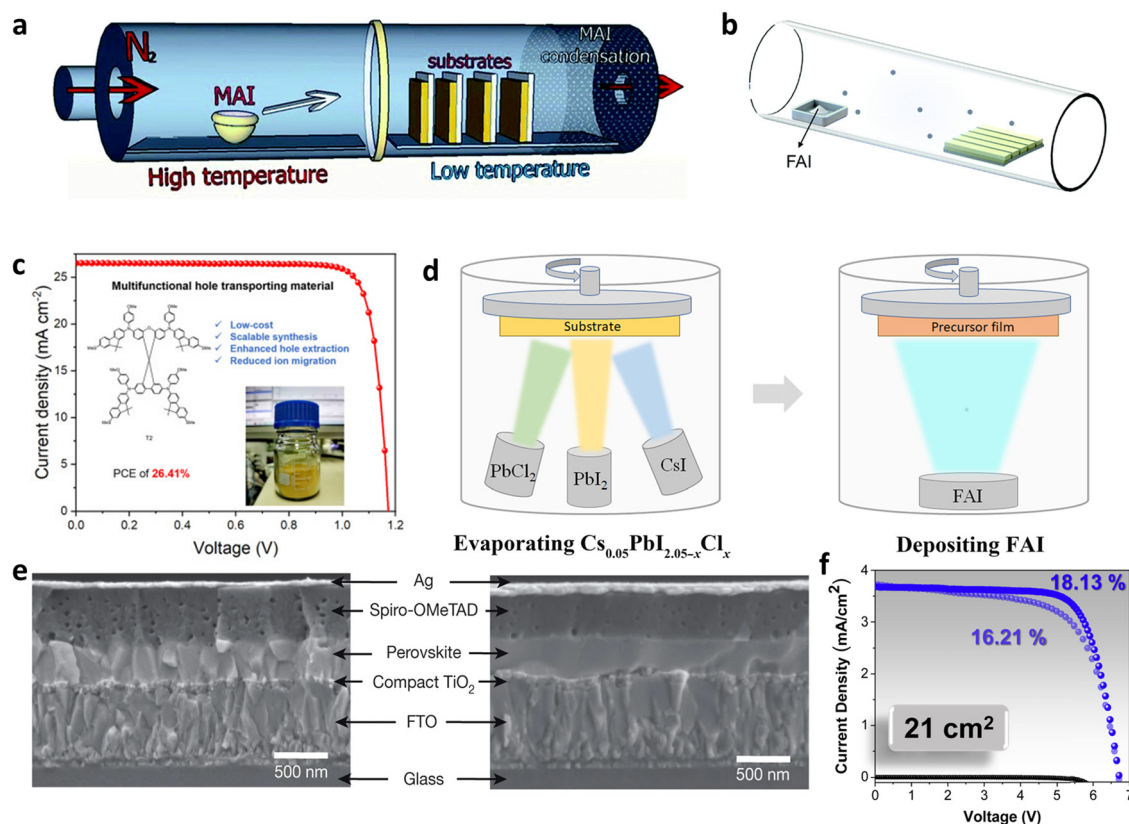 a
N₂
MAI
substrates
MAI
condensation
High temperature
Low temperature
b
FAI
c
Current density (mA cm⁻²)
25
20
15
10
5
0
Multifunctional hole transporting material
✓ Low-cost
✓ Scalable synthesis
✓ Enhanced hole extraction
✓ Reduced ion migration
T2
PCE of 26.41%
0.0 0.2 0.4 0.6 0.8 1.0 1.2
Voltage (V)
d
Substrate
PbCl₂
PbI₂
CsI
Evaporating Cs₀.₀₅PbI₂.₀₅₋ₓClₓ
Precursor film
FAI
Depositing FAI
e
Ag
Spiro-OMeTAD
Perovskite
Compact TiO₂
FTO
Glass
500 nm
500 nm
f
Current Density (mA/cm²)
4
3
2
1
0
18.13 %
16.21 %
21 cm²
0 1 2 3 4 5 6 7
Voltage (V)